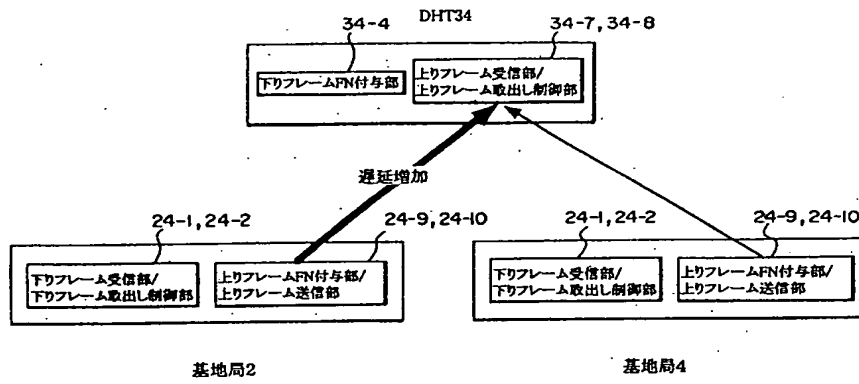 DHT34
34-4
34-7, 34-8
下りフレームFN付与部
上りフレーム受信部/
上りフレーム取出し制御部
遅延増加
24-1, 24-2
24-9, 24-10
24-1, 24-2
24-9, 24-10
下りフレーム受信部/
下りフレーム取出し制御部
上りフレームFN付与部/
上りフレーム送信部
下りフレーム受信部/
下りフレーム取出し制御部
上りフレームFN付与部/
上りフレーム送信部
基地局2
基地局4